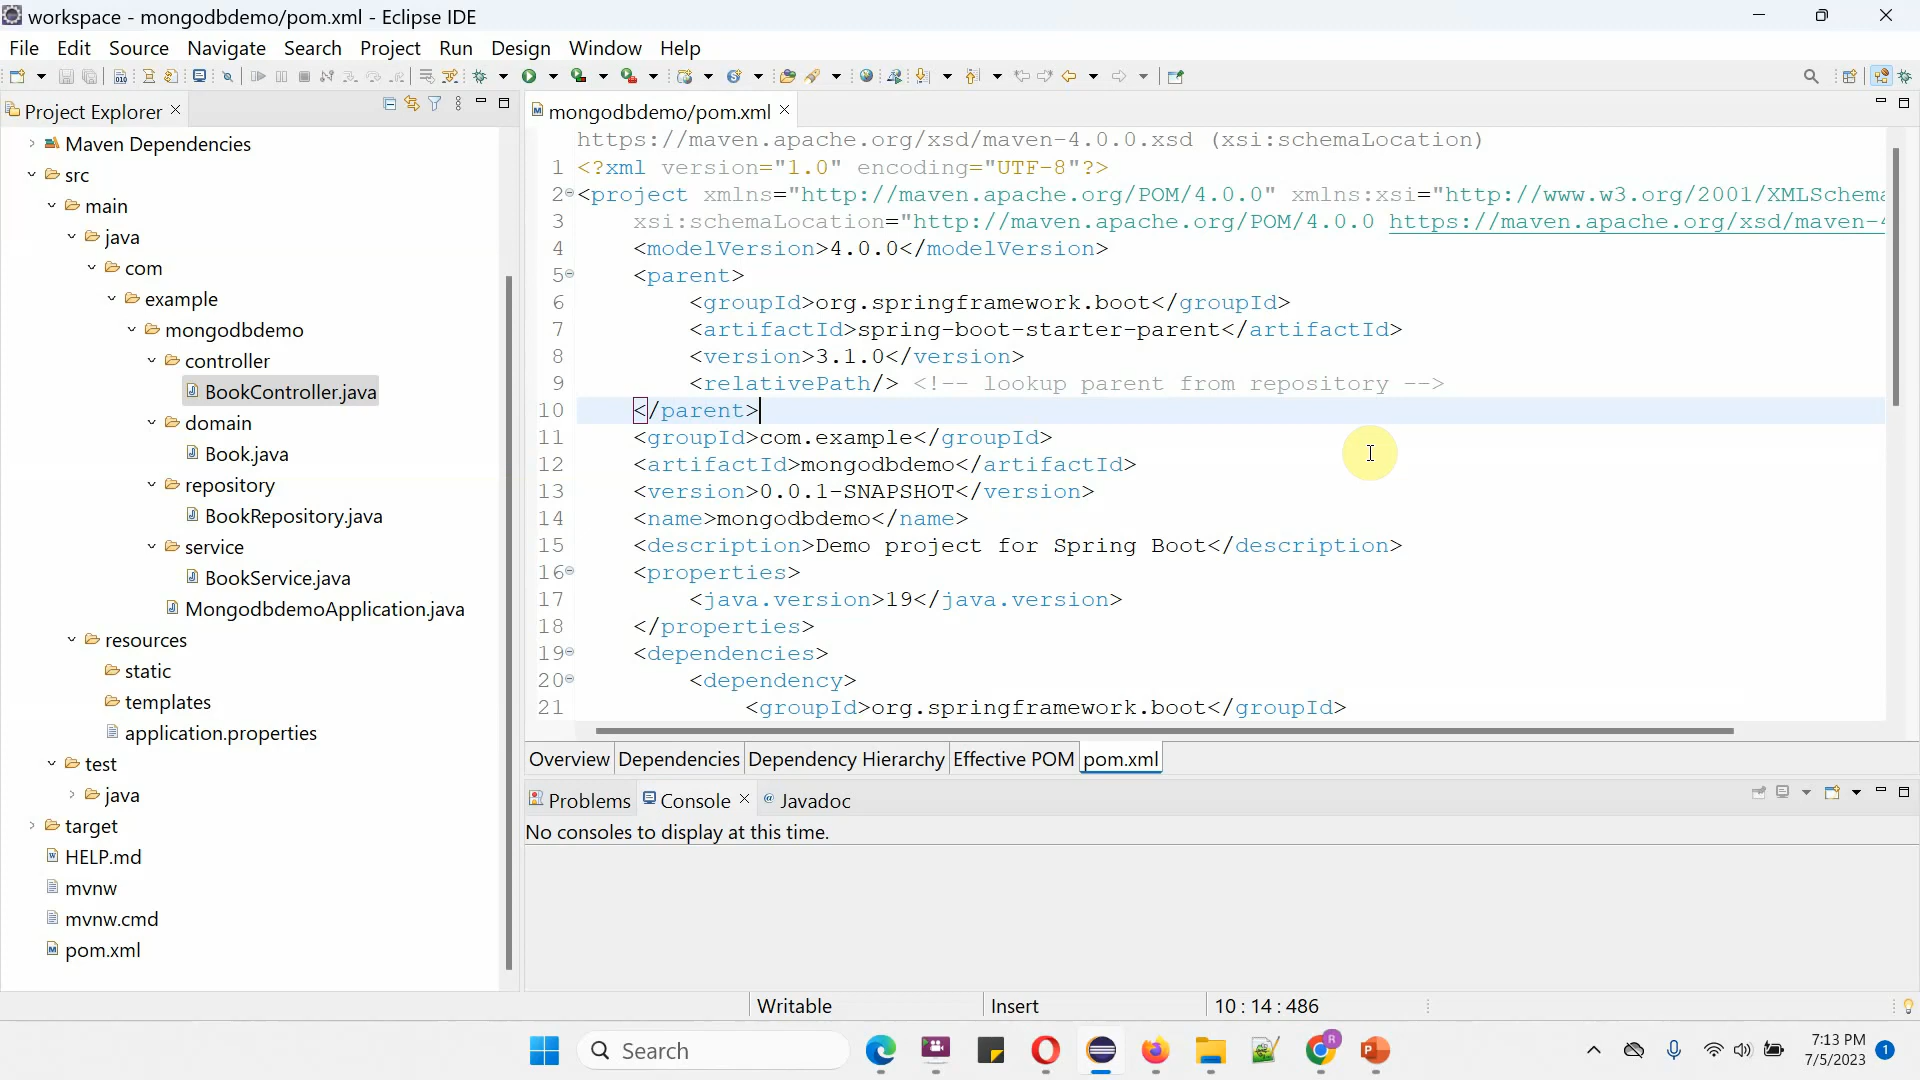 workspace - mongodbdemo/pom.xml - Eclipse IDE
File Edit Source Navigate Search Project Run Design Window Help
Project Explorer
Maven Dependencies
src
main
java
com
example
mongodbdemo
controller
BookController.java
domain
Book.java
repository
BookRepository.java
service
BookService.java
MongodbdemoApplication.java
resources
static
templates
application.properties
test
java
target
HELP.md
mvnw
mvnw.cmd
pom.xml
mongodbdemo/pom.xml
https://maven.apache.org/xsd/maven-4.0.0.xsd (xsi:schemaLocation)
1 <?xml version="1.0" encoding="UTF-8"?>
2 <project xmlns="http://maven.apache.org/POM/4.0.0" xmlns:xsi="http://www.w3.org/2001/XMLSchema
3 xsi:schemaLocation="http://maven.apache.org/POM/4.0.0 https://maven.apache.org/xsd/maven-4
4 <modelVersion>4.0.0</modelVersion>
5 <parent>
6 <groupId>org.springframework.boot</groupId>
7 <artifactId>spring-boot-starter-parent</artifactId>
8 <version>3.1.0</version>
9 <relativePath/> <!-- lookup parent from repository -->
10 </parent>
11 <groupId>com.example</groupId>
12 <artifactId>mongodbdemo</artifactId>
13 <version>0.0.1-SNAPSHOT</version>
14 <name>mongodbdemo</name>
15 <description>Demo project for Spring Boot</description>
16 <properties>
17 <java.version>19</java.version>
18 </properties>
19 <dependencies>
20 <dependency>
21 <groupId>org.springframework.boot</groupId>
Overview Dependencies Dependency Hierarchy Effective POM pom.xml
Problems Console Javadoc
No consoles to display at this time.
Writable Insert 10 : 14 : 486
Search
R
7:13 PM
7/5/2023
1